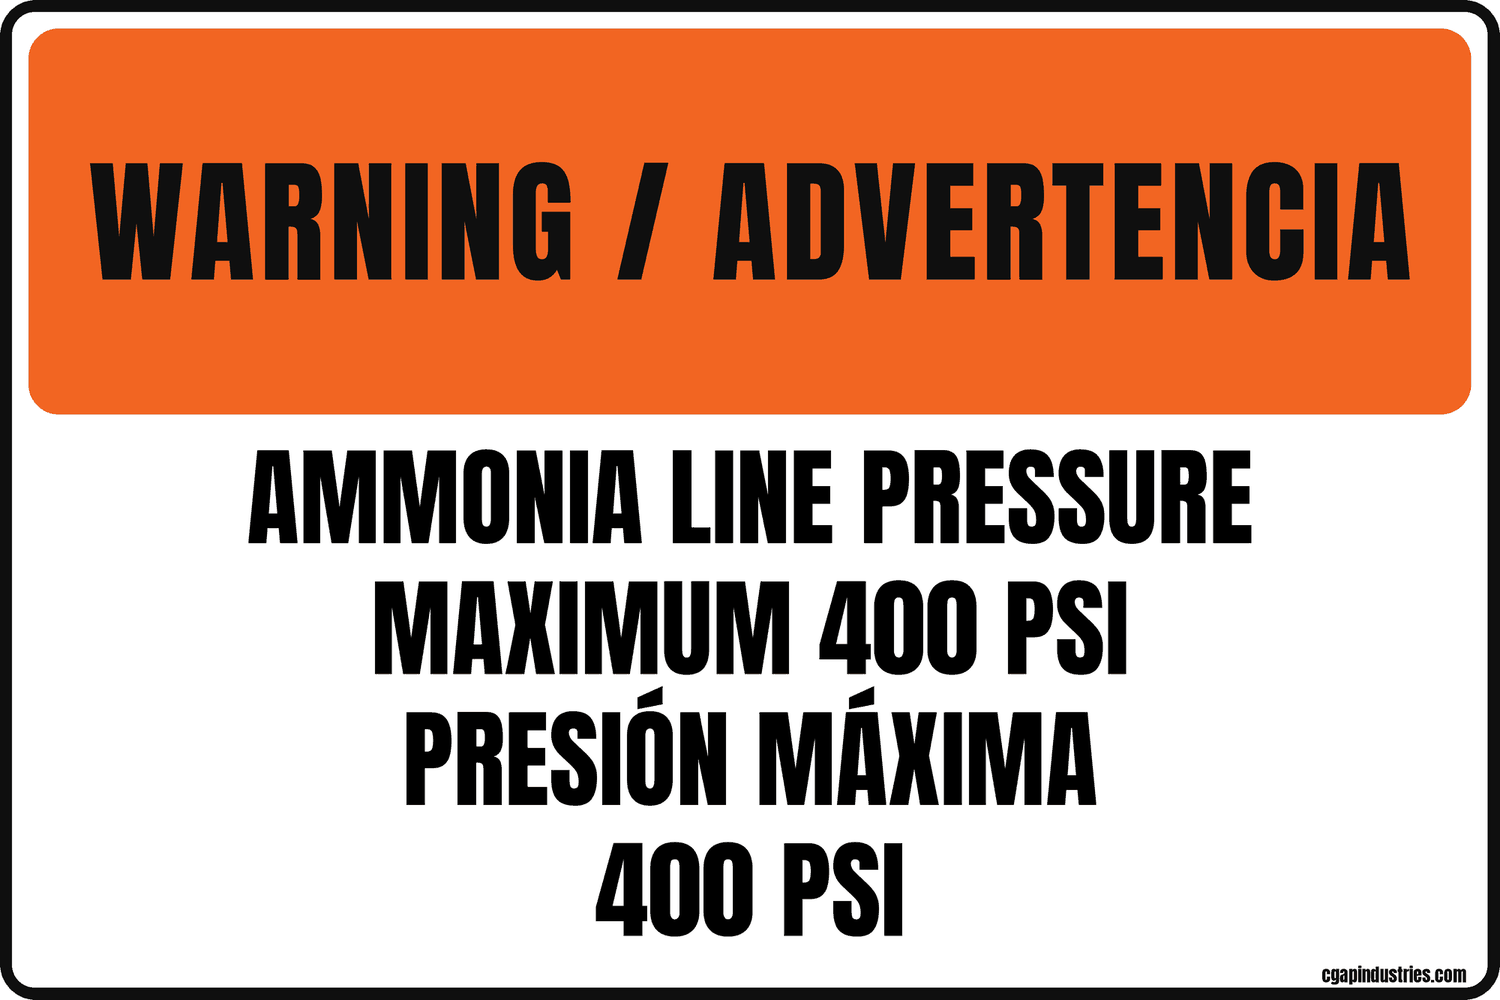 WARNING / ADVERTENCIA
AMMONIA LINE PRESSURE
MAXIMUM 400 PSI
PRESIÓN MÁXIMA
400 PSI
cgapindustries.com